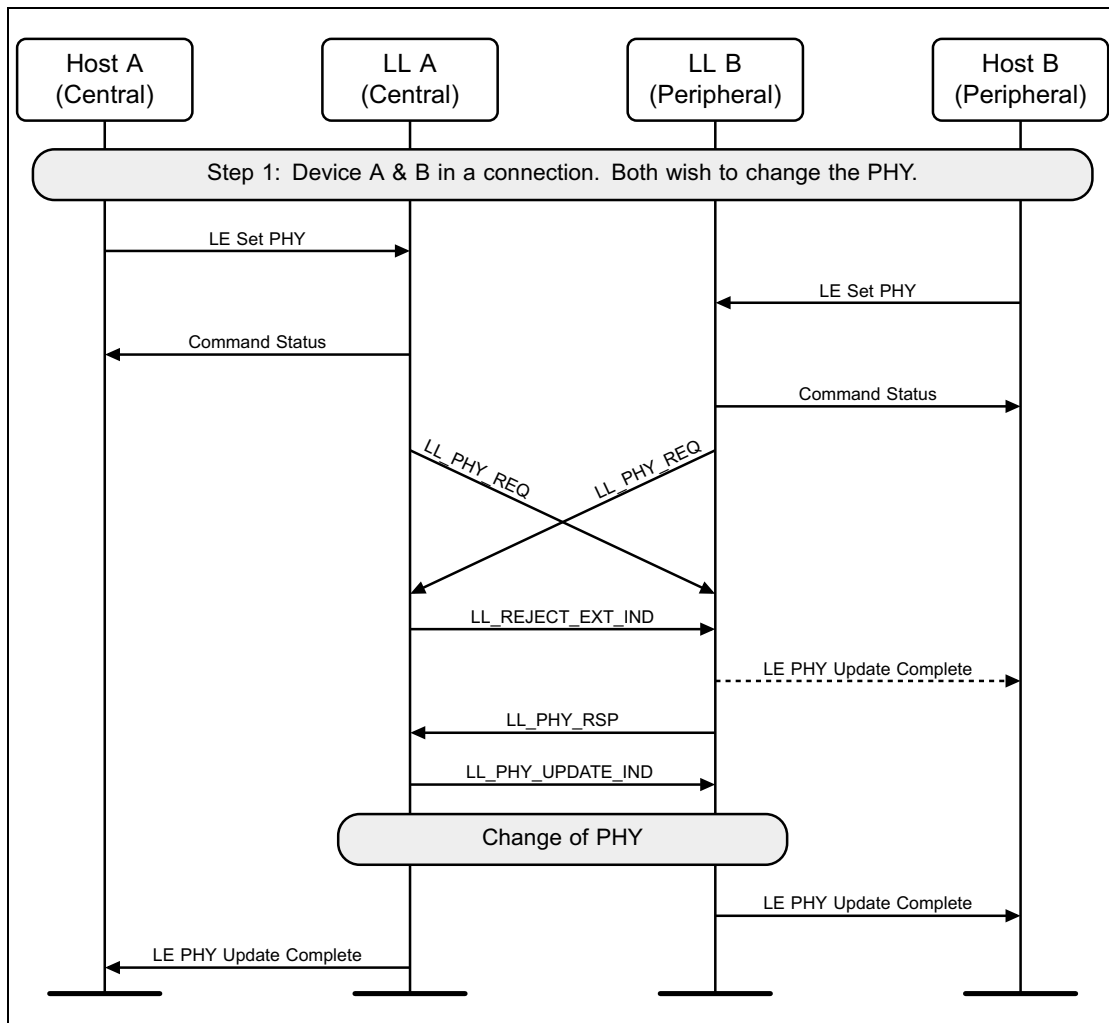 Host A
(Central)
LL A
(Central)
LL B
(Peripheral)
Host B
(Peripheral)
Step 1: Device A & B in a connection. Both wish to change the PHY.
LE Set PHY
LE Set PHY
Command Status
Command Status
LL_PHY_REQ
LL_PHY_REQ
LL_REJECT_EXT_IND
LE PHY Update Complete
LL_PHY_RSP
LL_PHY_UPDATE_IND
Change of PHY
LE PHY Update Complete
LE PHY Update Complete